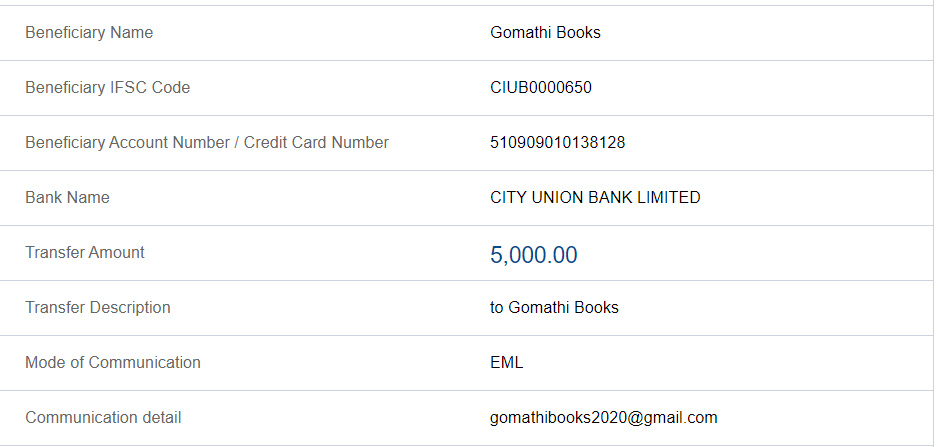 Beneficiary Name Gomathi Books
Beneficiary IFSC Code CIUB0000650
Beneficiary Account Number / Credit Card Number 510909010138128
Bank Name CITY UNION BANK LIMITED
Transfer Amount 5,000.00
Transfer Description to Gomathi Books
Mode of Communication EML
Communication detail gomathibooks2020@gmail.com